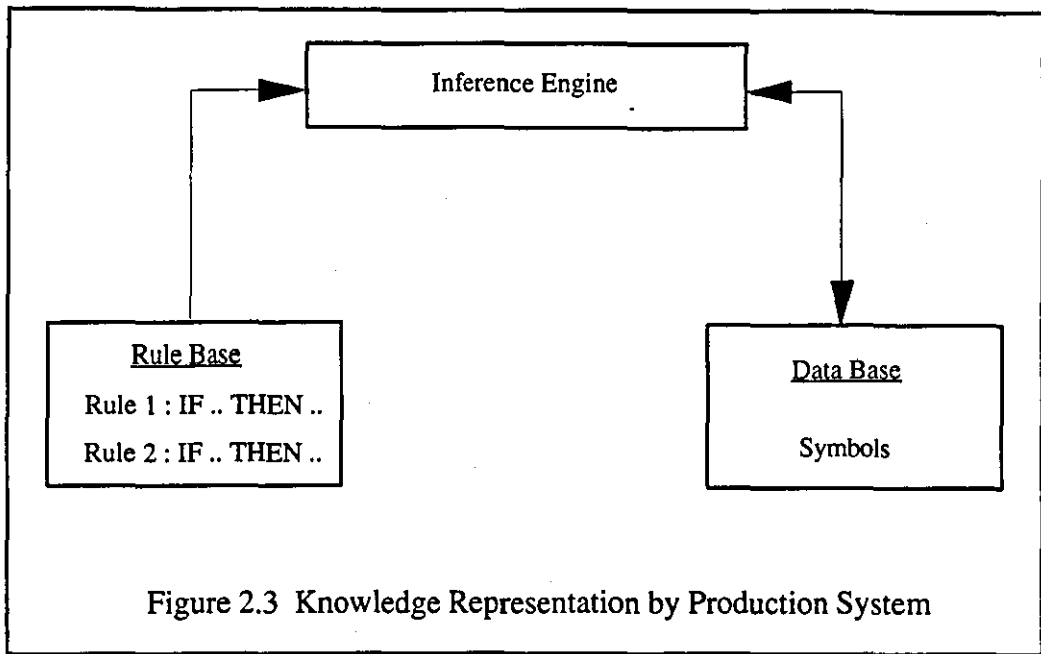 Inference Engine
Rule Base
Rule 1 : IF .. THEN ..
Rule 2 : IF .. THEN ..
Data Base
Symbols
Figure 2.3 Knowledge Representation by Production System